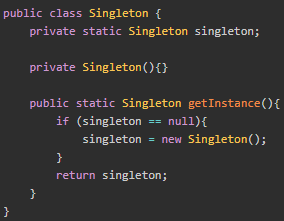 public class Singleton {
    private static Singleton singleton;

    private Singleton(){}

    public static Singleton getInstance(){
        if (singleton == null){
            singleton = new Singleton();
        }
        return singleton;
    }
}